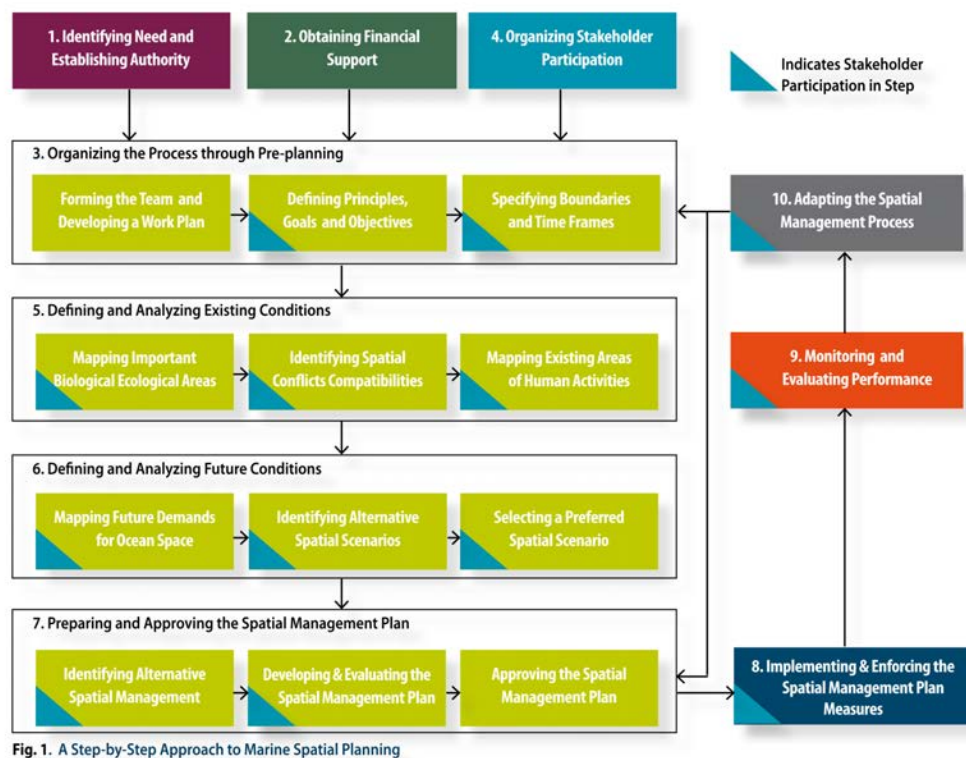 1. Identifying Need and
Establishing Authority
2. Obtaining Financial
Support
4. Organizing Stakeholder
Participation
Indicates Stakeholder
Participation in Step
3. Organizing the Process through Pre-planning
Forming the Team and
Developing a Work Plan
Defining Principles,
Goals and Objectives
Specifying Boundaries
and Time Frames
10. Adapting the Spatial
Management Process
5. Defining and Analyzing Existing Conditions
Mapping Important
Biological Ecological Areas
Identifying Spatial
Conflicts Compatibilities
Mapping Existing Areas
of Human Activities
9. Monitoring and
Evaluating Performance
6. Defining and Analyzing Future Conditions
Mapping Future Demands
for Ocean Space
Identifying Alternative
Spatial Scenarios
Selecting a Preferred
Spatial Scenario
7. Preparing and Approving the Spatial Management Plan
Identifying Alternative
Spatial Management
Developing & Evaluating the
Spatial Management Plan
Approving the Spatial
Management Plan
8. Implementing & Enforcing the
Spatial Management Plan
Measures
Fig. 1. A Step-by-Step Approach to Marine Spatial Planning